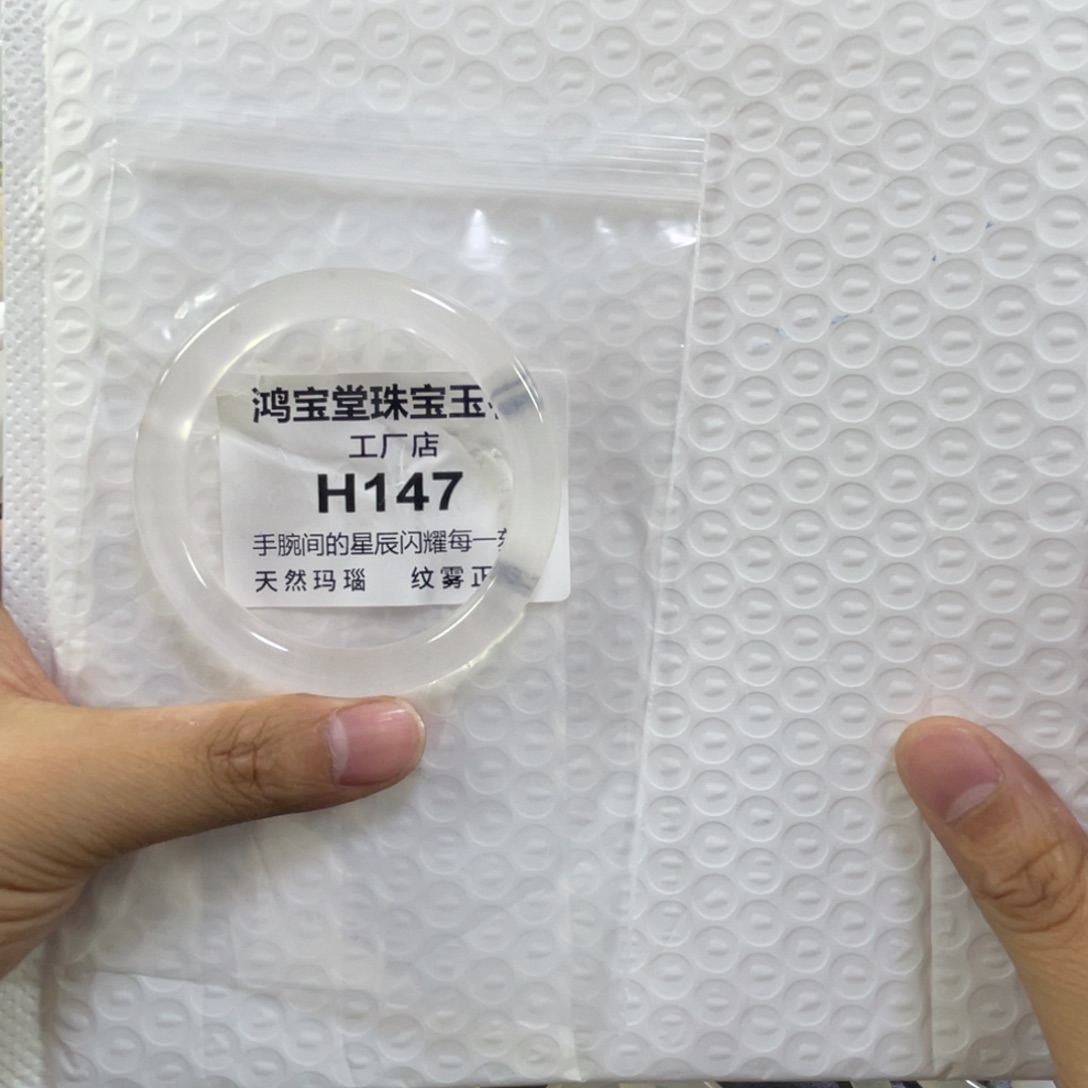 鸿宝堂珠宝玉
工厂店
H147
手腕间的星辰闪耀每一
天然玛瑙 纹雾正